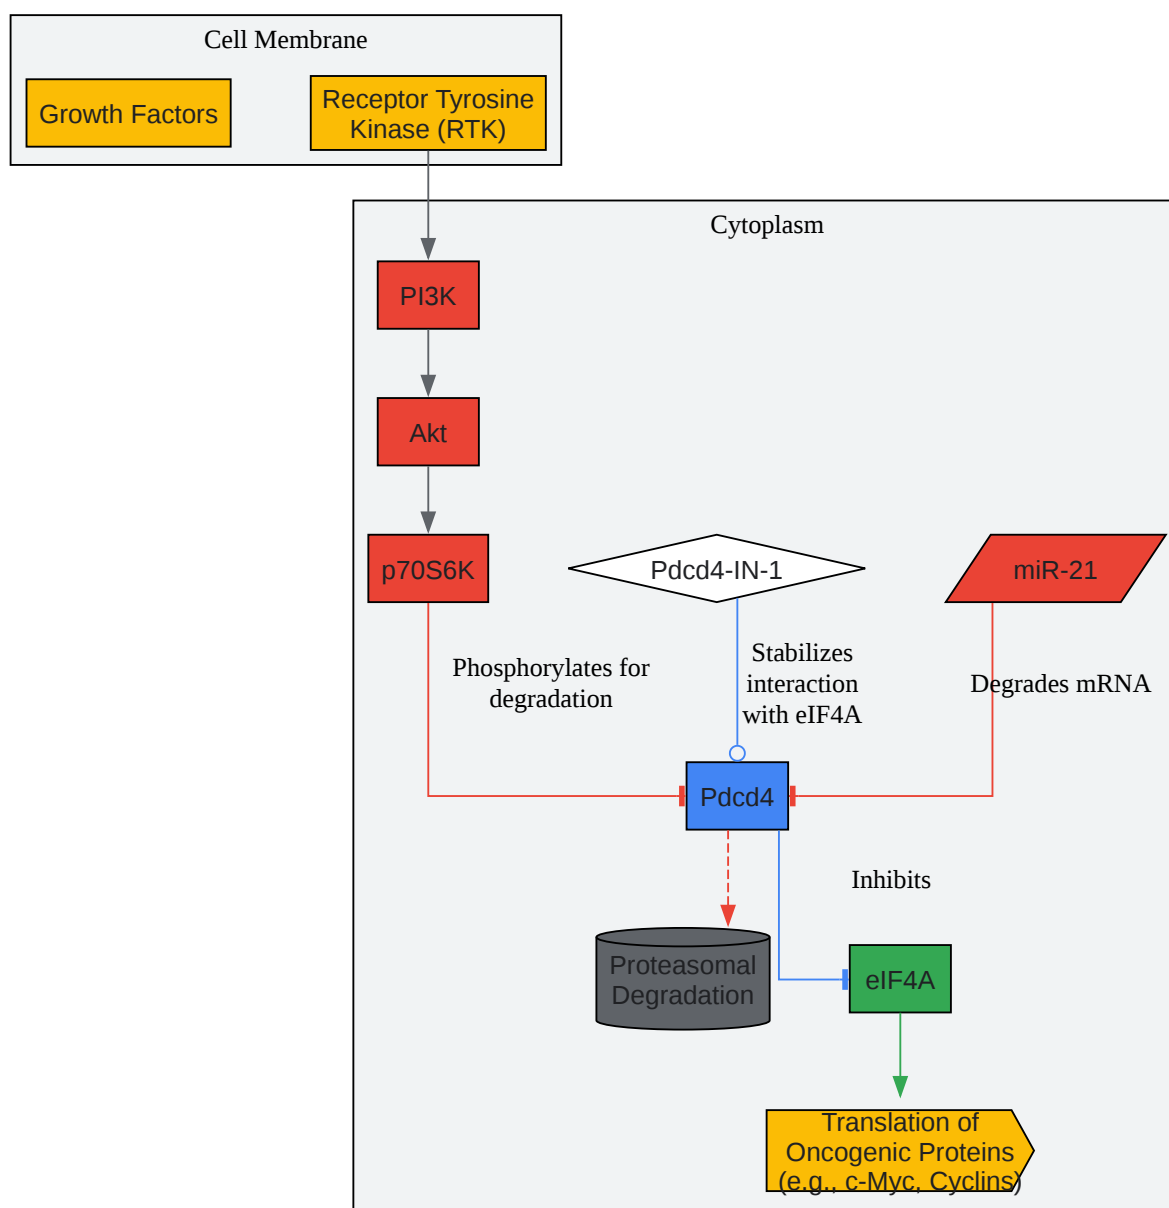 Cell Membrane
Growth Factors
Receptor Tyrosine
Kinase (RTK)
Cytoplasm
PI3K
Akt
p70S6K
Pdcd4-IN-1
miR-21
Phosphorylates for
degradation
Stabilizes
interaction
with eIF4A
Degrades mRNA
Pdcd4
Inhibits
Proteasomal
Degradation
eIF4A
Translation of
Oncogenic Proteins
(e.g., c-Myc, Cyclins)